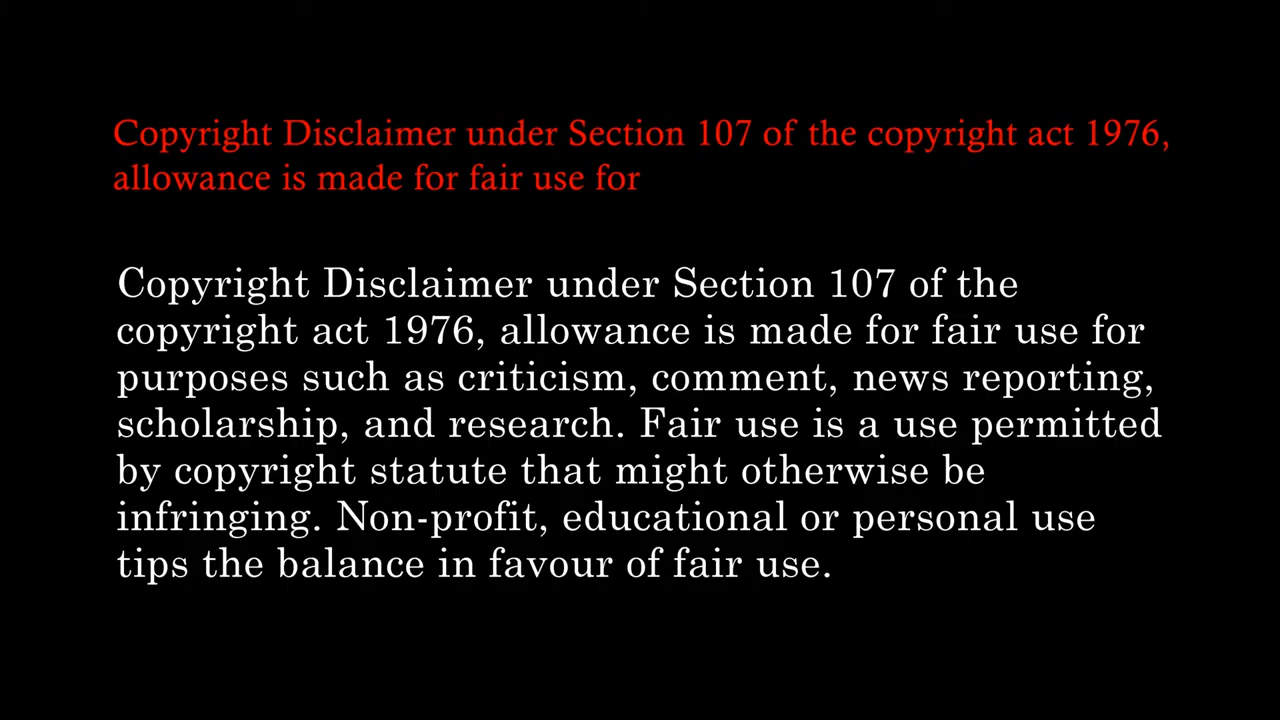 Copyright Disclaimer under Section 107 of the copyright act 1976,
allowance is made for fair use for
Copyright Disclaimer under Section 107 of the
copyright act 1976, allowance is made for fair use for
purposes such as criticism, comment, news reporting,
scholarship, and research. Fair use is a use permitted
by copyright statute that might otherwise be
infringing. Non-profit, educational or personal use
tips the balance in favour of fair use.